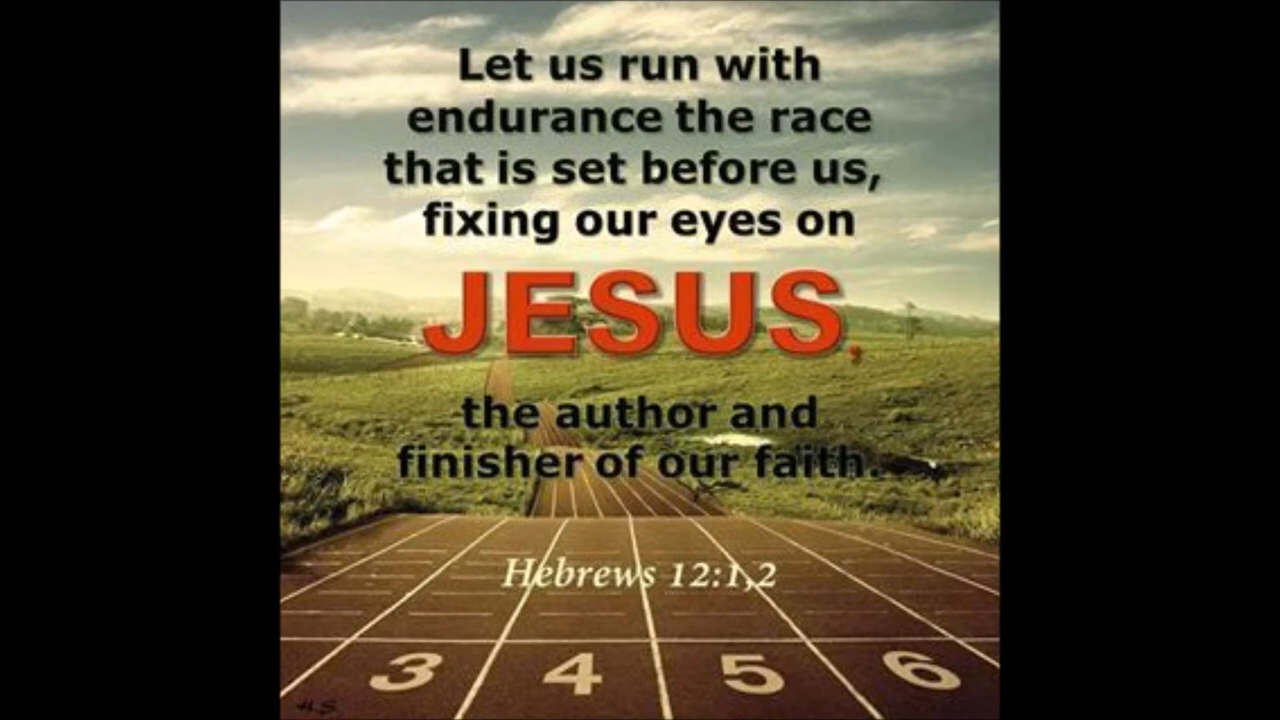 Let us run with
endurance the race
that is set before us,
fixing our eyes on
JESUS,
the author and
finisher of our faith.
Hebrews 12:1,2
3 4 5 6
HS